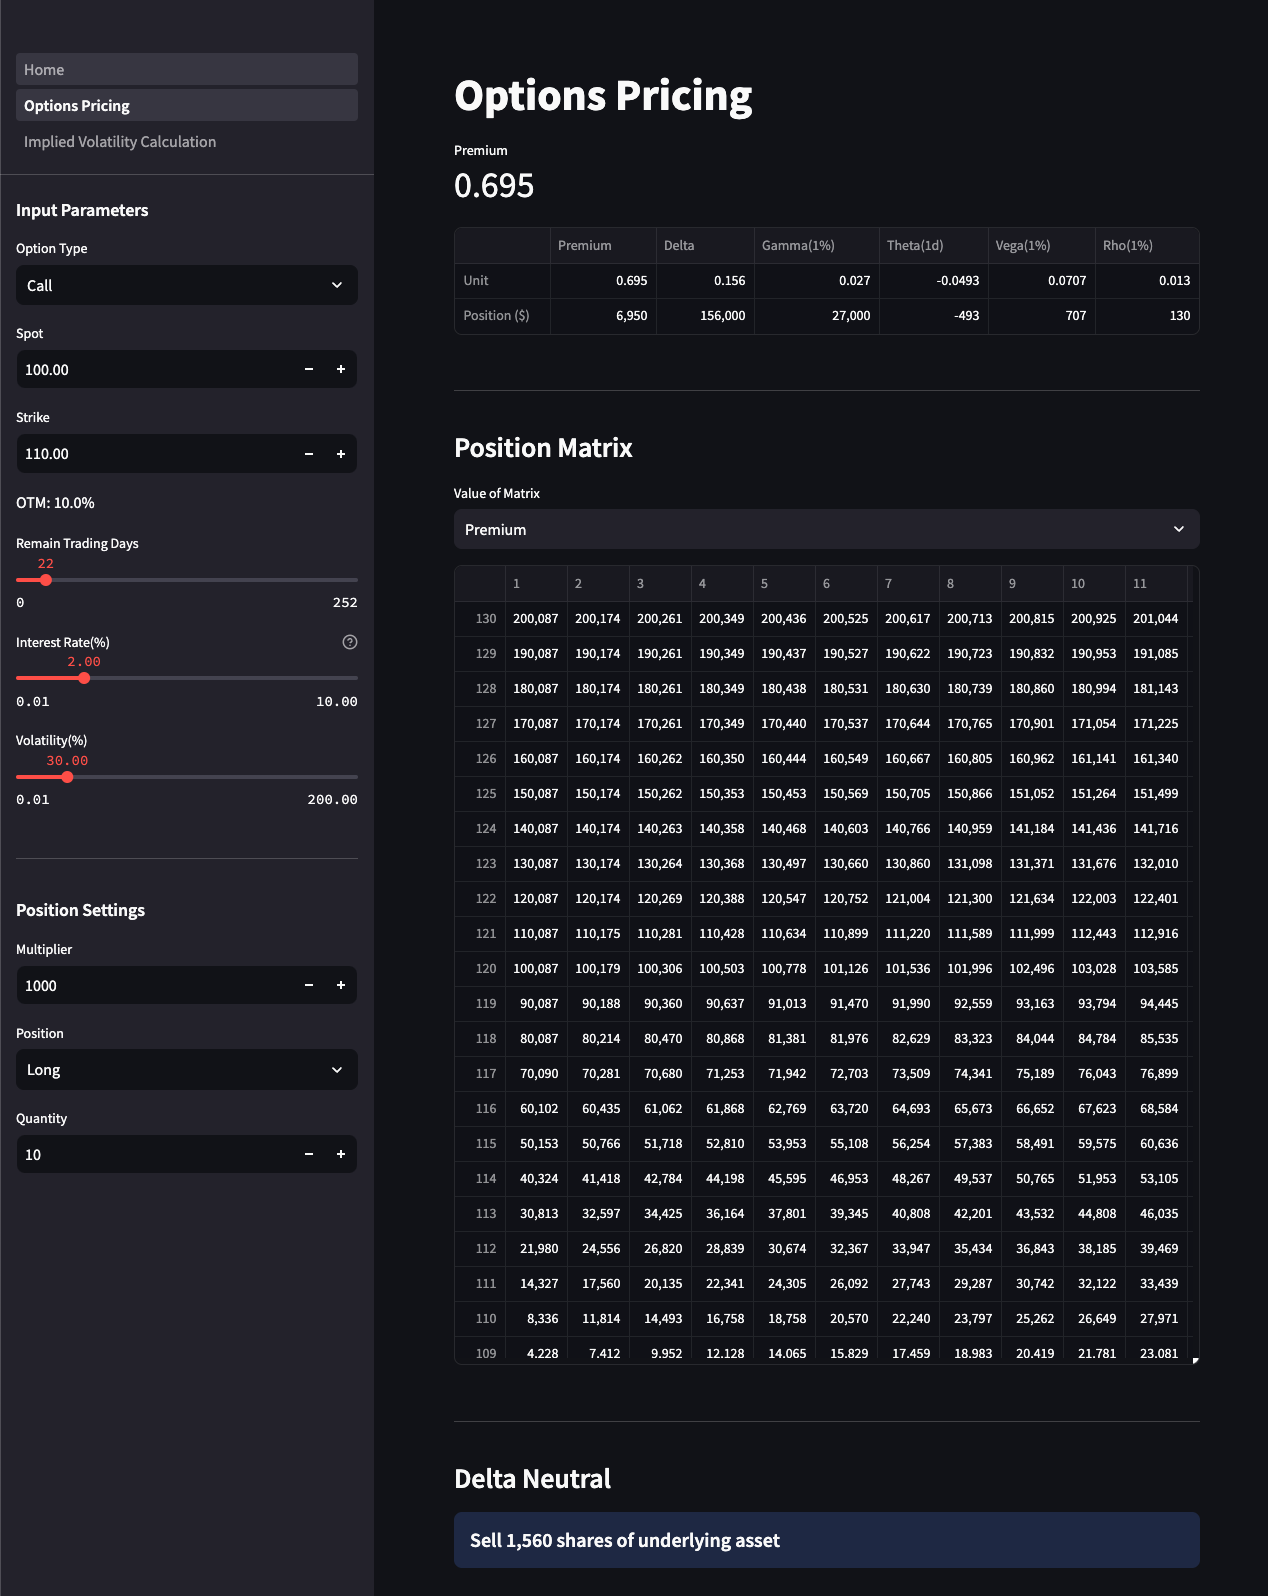 Home
Options Pricing
Implied Volatility Calculation
Input Parameters
Option Type
Call
Spot
100.00
Strike
110.00
OTM: 10.0%
Remain Trading Days
22
0 252
Interest Rate(%)
2.00
0.01 10.00
Volatility(%)
30.00
0.01 200.00
Position Settings
Multiplier
1000
Position
Long
Quantity
10
Options Pricing
Premium
0.695
Premium Delta Gamma(1%) Theta(1d) Vega(1%) Rho(1%)
Unit 0.695 0.156 0.027 -0.0493 0.0707 0.013
Position ($) 6,950 156,000 27,000 -493 707 130
Position Matrix
Value of Matrix
Premium
1 2 3 4 5 6 7 8 9 10 11
130 200,087 200,174 200,261 200,349 200,436 200,525 200,617 200,713 200,815 200,925 201,044
129 190,087 190,174 190,261 190,349 190,437 190,527 190,622 190,723 190,832 190,953 191,085
128 180,087 180,174 180,261 180,349 180,438 180,531 180,630 180,739 180,860 180,994 181,143
127 170,087 170,174 170,261 170,349 170,440 170,537 170,644 170,765 170,901 171,054 171,225
126 160,087 160,174 160,262 160,350 160,444 160,549 160,667 160,805 160,962 161,141 161,340
125 150,087 150,174 150,262 150,353 150,453 150,569 150,705 150,866 151,052 151,264 151,499
124 140,087 140,174 140,263 140,358 140,468 140,603 140,766 140,959 141,184 141,436 141,716
123 130,087 130,174 130,264 130,368 130,497 130,660 130,860 131,098 131,371 131,676 132,010
122 120,087 120,174 120,269 120,388 120,547 120,752 121,004 121,300 121,634 122,003 122,401
121 110,087 110,175 110,281 110,428 110,634 110,899 111,220 111,589 111,999 112,443 112,916
120 100,087 100,179 100,306 100,503 100,778 101,126 101,536 101,996 102,496 103,028 103,585
119 90,087 90,188 90,360 90,637 91,013 91,470 91,990 92,559 93,163 93,794 94,445
118 80,087 80,214 80,470 80,868 81,381 81,976 82,629 83,323 84,044 84,784 85,535
117 70,090 70,281 70,680 71,253 71,942 72,703 73,509 74,341 75,189 76,043 76,899
116 60,102 60,435 61,062 61,868 62,769 63,720 64,693 65,673 66,652 67,623 68,584
115 50,153 50,766 51,718 52,810 53,953 55,108 56,254 57,383 58,491 59,575 60,636
114 40,324 41,418 42,784 44,198 45,595 46,953 48,267 49,537 50,765 51,953 53,105
113 30,813 32,597 34,425 36,164 37,801 39,345 40,808 42,201 43,532 44,808 46,035
112 21,980 24,556 26,820 28,839 30,674 32,367 33,947 35,434 36,843 38,185 39,469
111 14,327 17,560 20,135 22,341 24,305 26,092 27,743 29,287 30,742 32,122 33,439
110 8,336 11,814 14,493 16,758 18,758 20,570 22,240 23,797 25,262 26,649 27,971
109 4,228 7,412 9,952 12,128 14,065 15,829 17,459 18,983 20,419 21,781 23,081
Delta Neutral
Sell 1,560 shares of underlying asset